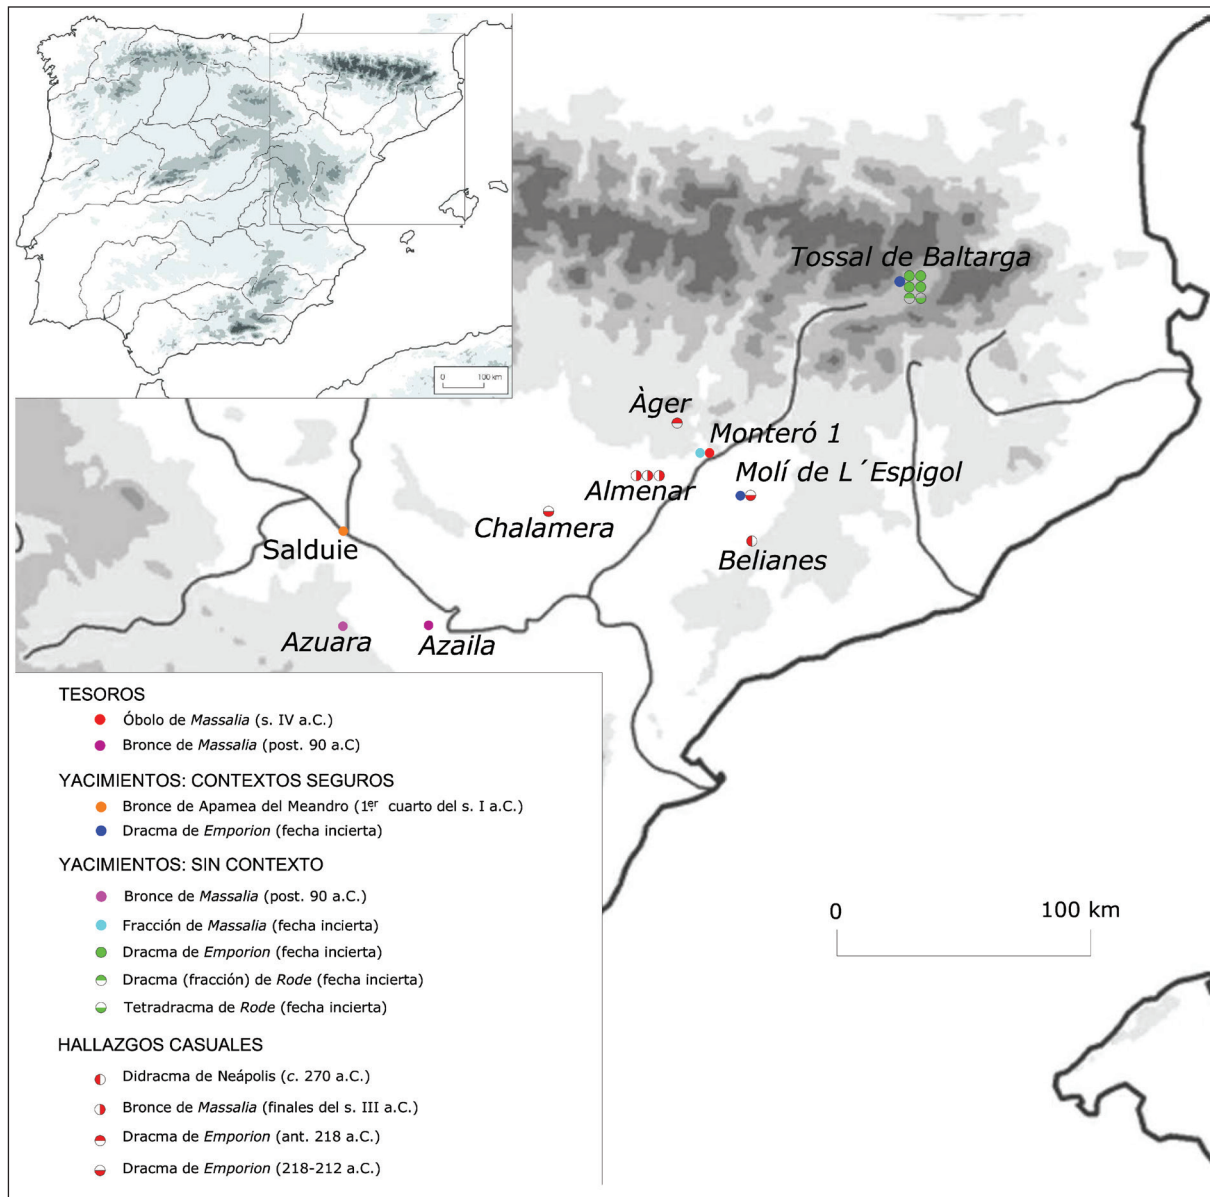 0 100 km
Tossal de Baltarga
Àger
Monteró 1
Molí de L´Espigol
Almenar
Chalamera
Salduie
Belianes
Azuara
Azaila
0 100 km
TESOROS
Óbolo de Massalia (s. IV a.C.)
Bronce de Massalia (post. 90 a.C)
YACIMIENTOS: CONTEXTOS SEGUROS
Bronce de Apamea del Meandro (1er cuarto del s. I a.C.)
Dracma de Emporion (fecha incierta)
YACIMIENTOS: SIN CONTEXTO
Bronce de Massalia (post. 90 a.C.)
Fracción de Massalia (fecha incierta)
Dracma de Emporion (fecha incierta)
Dracma (fracción) de Rode (fecha incierta)
Tetradracma de Rode (fecha incierta)
HALLAZGOS CASUALES
Didracma de Neápolis (c. 270 a.C.)
Bronce de Massalia (finales del s. III a.C.)
Dracma de Emporion (ant. 218 a.C.)
Dracma de Emporion (218-212 a.C.)